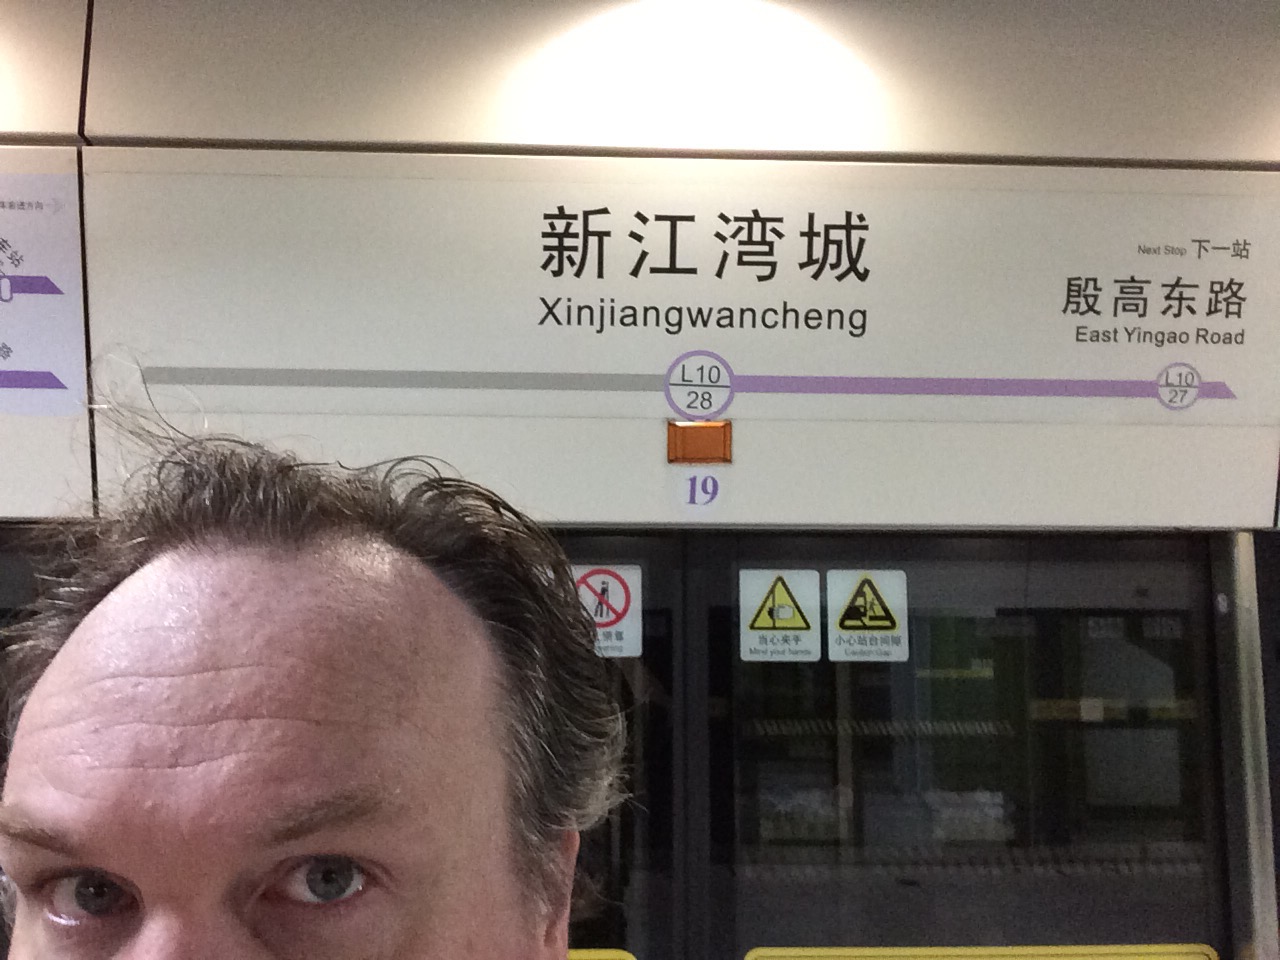 新江湾城
Xinjiangwancheng
Next Stop 下一站
殷高东路
East Yingao Road
L10
28
L10
27
19
当心夹手
Mind your hands
小心站台间隙
Caution Gap